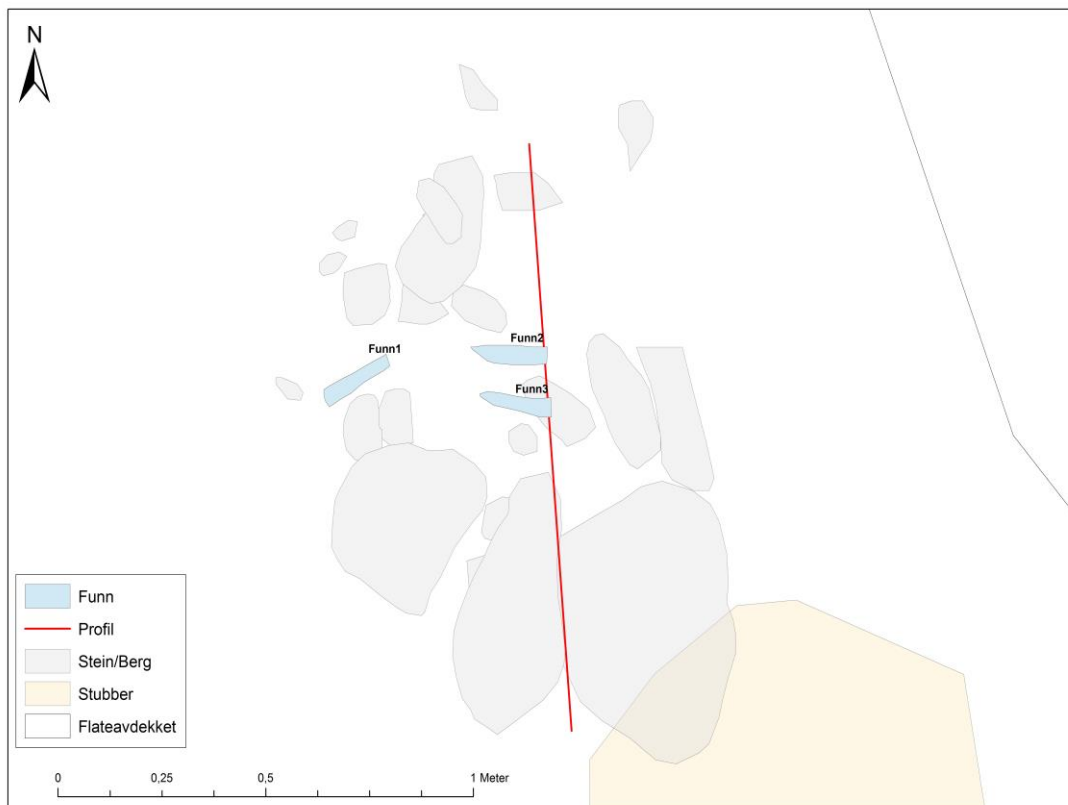 N
Funn2
Funn1
Funn3
Funn
Profil
Stein/Berg
Stubber
Flateavdekket
0 0,25 0,5 1 Meter